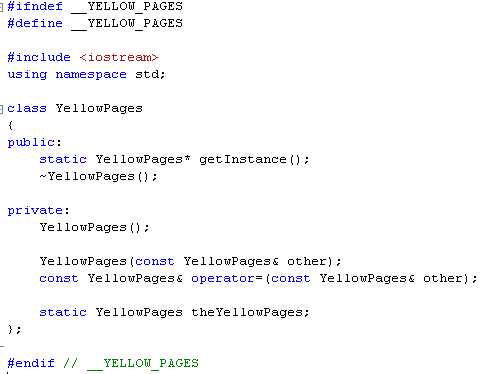 #ifndef __YELLOW_PAGES
#define __YELLOW_PAGES
#include <iostream>
using namespace std;
class YellowPages
{
public:
static YellowPages* getInstance();
~YellowPages();
private:
YellowPages();
YellowPages(const YellowPages& other);
const YellowPages& operator=(const YellowPages& other);
static YellowPages theYellowPages;
};
#endif // __YELLOW_PAGES